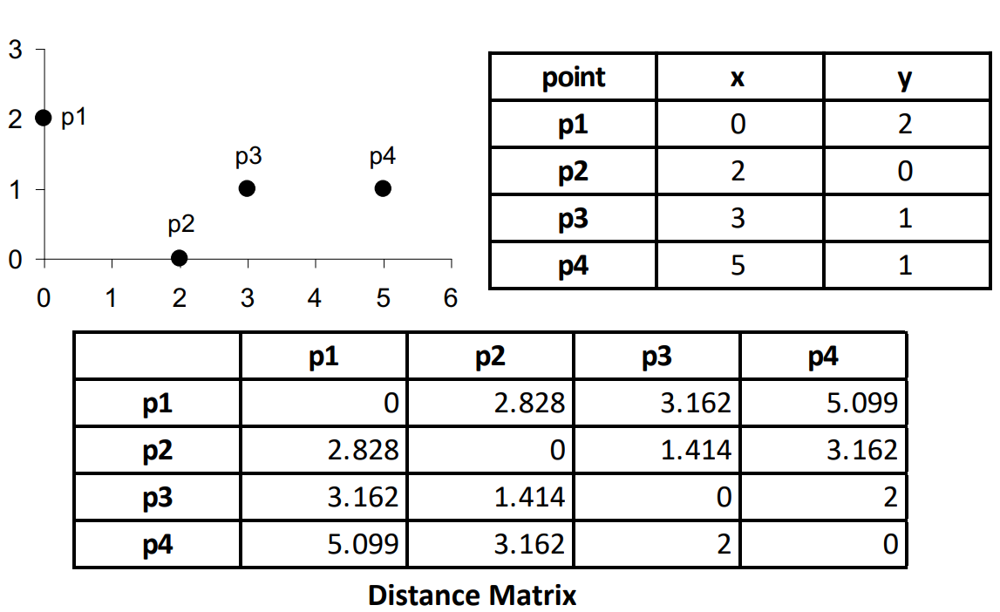 3
2
1
0
p1
p3
p4
p2
0 1 2 3 4 5 6
point x y
p1 0 2
p2 2 0
p3 3 1
p4 5 1
p1 p2 p3 p4
p1 0 2.828 3.162 5.099
p2 2.828 0 1.414 3.162
p3 3.162 1.414 0 2
p4 5.099 3.162 2 0
Distance Matrix